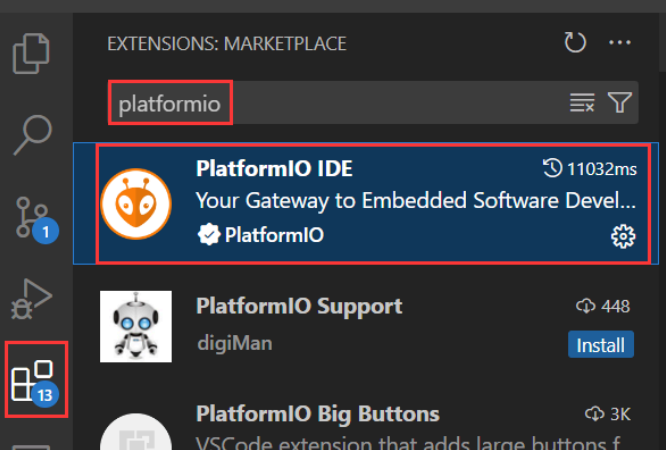 EXTENSIONS: MARKETPLACE
platformio
PlatformIO IDE 11032ms
Your Gateway to Embedded Software Devel...
PlatformIO
1
PlatformIO Support 448
digiMan Install
13
PlatformIO Big Buttons 3K
VSCode extension that adds large buttons f...